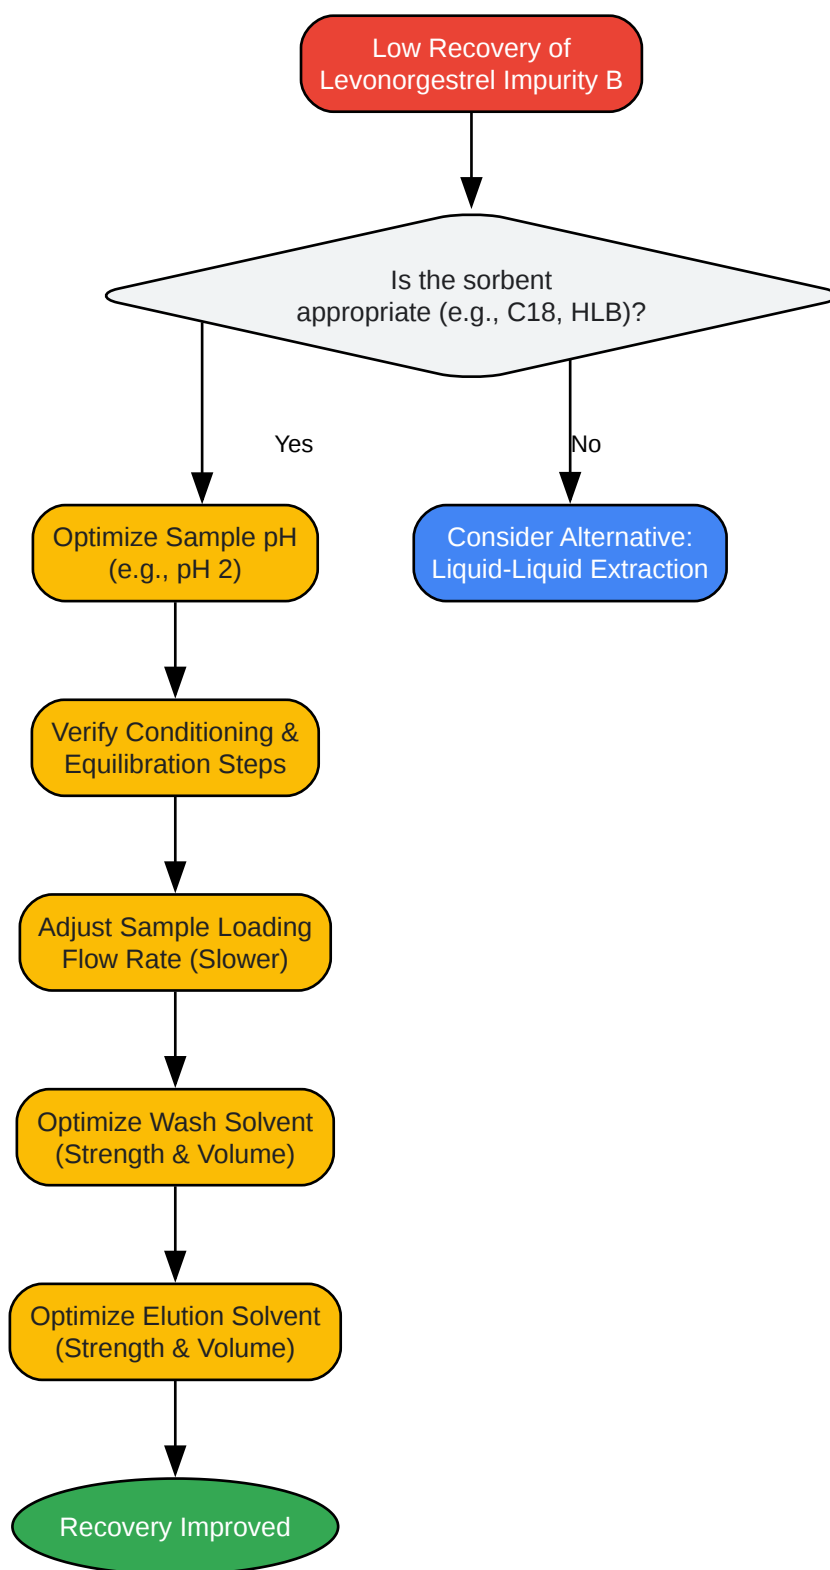 Low Recovery of
Levonorgestrel Impurity B
Is the sorbent
appropriate (e.g., C18, HLB)?
Yes
No
Optimize Sample pH
(e.g., pH 2)
Consider Alternative:
Liquid-Liquid Extraction
Verify Conditioning &
Equilibration Steps
Adjust Sample Loading
Flow Rate (Slower)
Optimize Wash Solvent
(Strength & Volume)
Optimize Elution Solvent
(Strength & Volume)
Recovery Improved